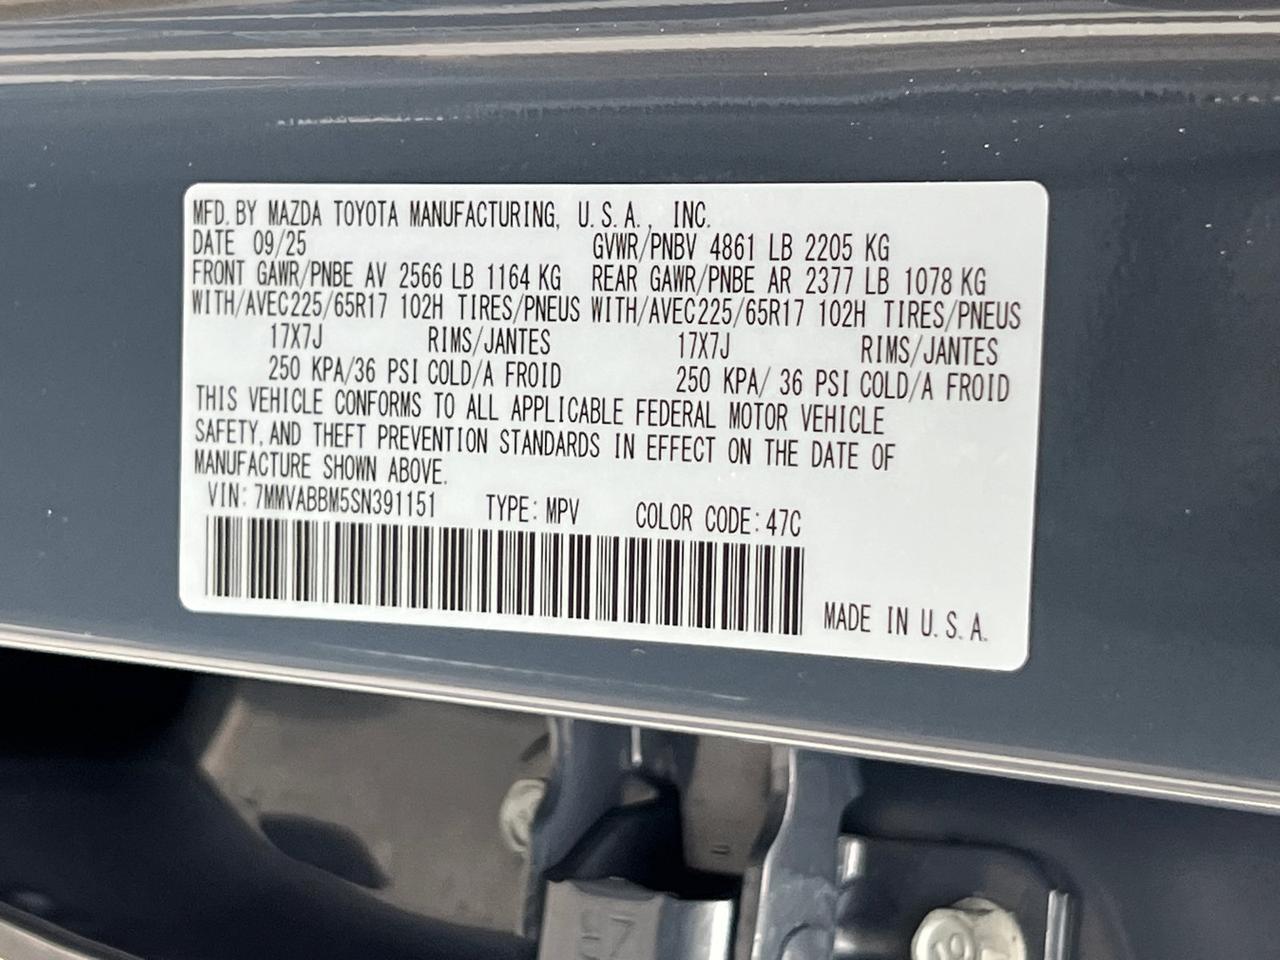 MFD. BY MAZDA TOYOTA MANUFACTURING, U.S.A., INC.
DATE 09/25 GVWR/PNBV 4861 LB 2205 KG
FRONT GAWR/PNBE AV 2566 LB 1164 KG REAR GAWR/PNBE AR 2377 LB 1078 KG
WITH/AVEC225/65R17 102H TIRES/PNEUS WITH/AVEC225/65R17 102H TIRES/PNEUS
17X7J RIMS/JANTES 17X7J RIMS/JANTES
250 KPA/36 PSI COLD/A FROID 250 KPA/ 36 PSI COLD/A FROID
THIS VEHICLE CONFORMS TO ALL APPLICABLE FEDERAL MOTOR VEHICLE
SAFETY, AND THEFT PREVENTION STANDARDS IN EFFECT ON THE DATE OF
MANUFACTURE SHOWN ABOVE.
VIN: 7MMVABBM5SN391151 TYPE: MPV COLOR CODE: 47C
MADE IN U.S.A.